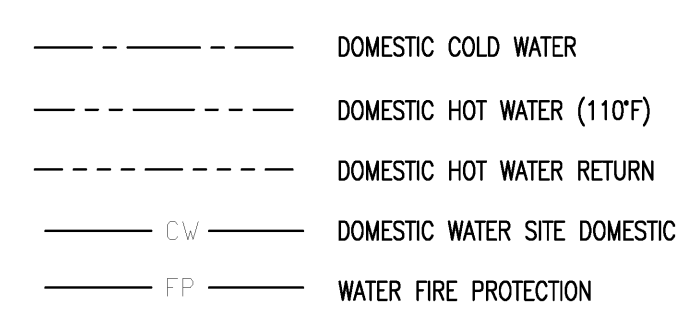 DOMESTIC COLD WATER
DOMESTIC HOT WATER (110°F)
DOMESTIC HOT WATER RETURN
CW DOMESTIC WATER SITE DOMESTIC
FP WATER FIRE PROTECTION